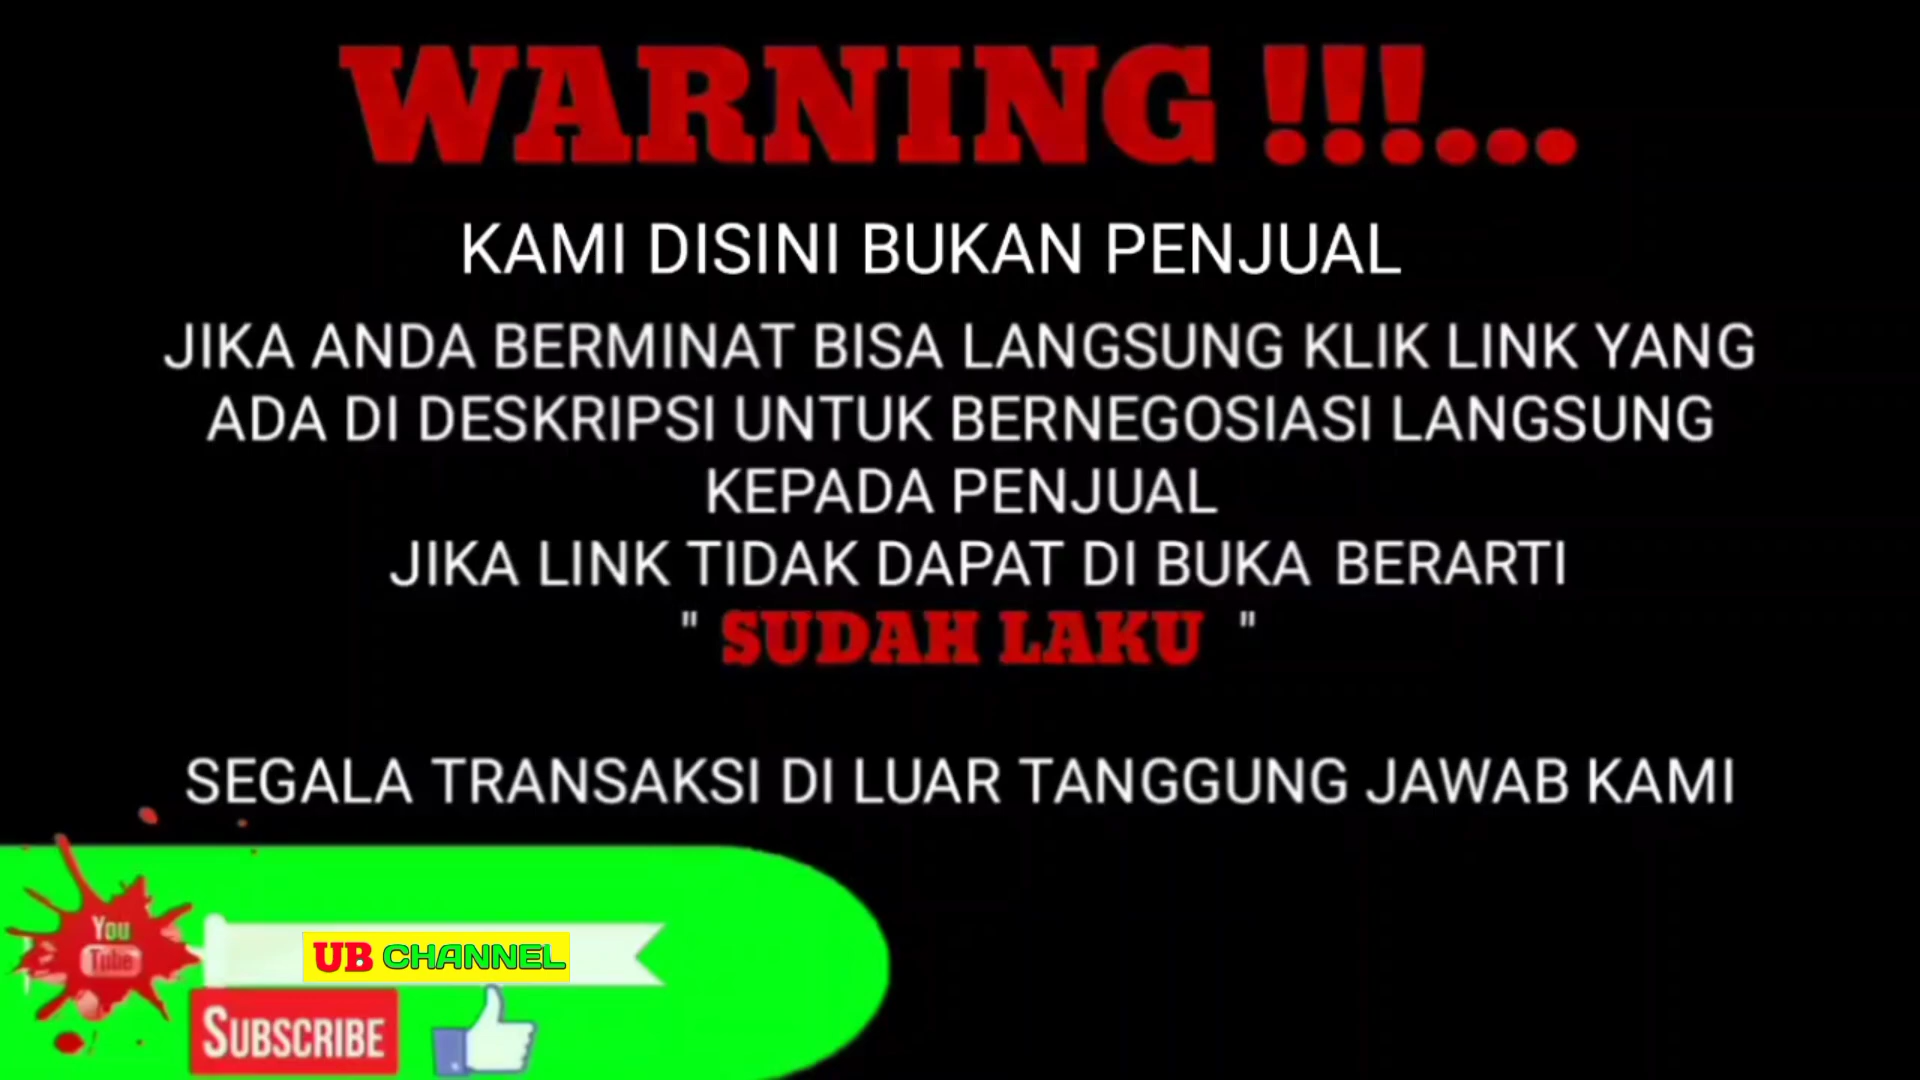 WARNING !!!...
KAMI DISINI BUKAN PENJUAL
JIKA ANDA BERMINAT BISA LANGSUNG KLIK LINK YANG
ADA DI DESKRIPSI UNTUK BERNEGOSIASI LANGSUNG
KEPADA PENJUAL
JIKA LINK TIDAK DAPAT DI BUKA BERARTI
" SUDAH LAKU "
SEGALA TRANSAKSI DI LUAR TANGGUNG JAWAB KAMI
You
Tube
UB CHANNEL
SUBSCRIBE